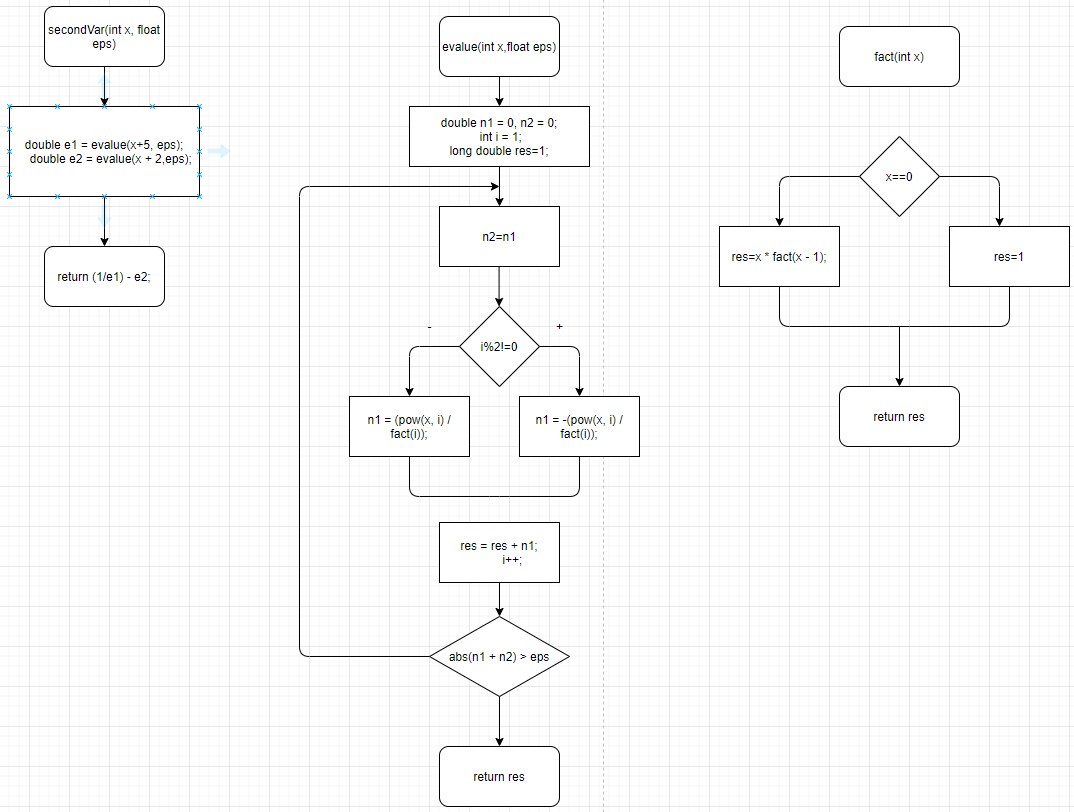 secondVar(int x, float
eps)
double e1 = evalue(x+5, eps);
double e2 = evalue(x + 2,eps);
return (1/e1) - e2;
evalue(int x,float eps)
double n1 = 0, n2 = 0;
int i = 1;
long double res=1;
n2=n1
i%2!=0
-
+
n1 = (pow(x, i) /
fact(i));
n1 = -(pow(x, i) /
fact(i));
res = res + n1;
i++;
abs(n1 + n2) > eps
return res
fact(int x)
x==0
res=x * fact(x - 1);
res=1
return res